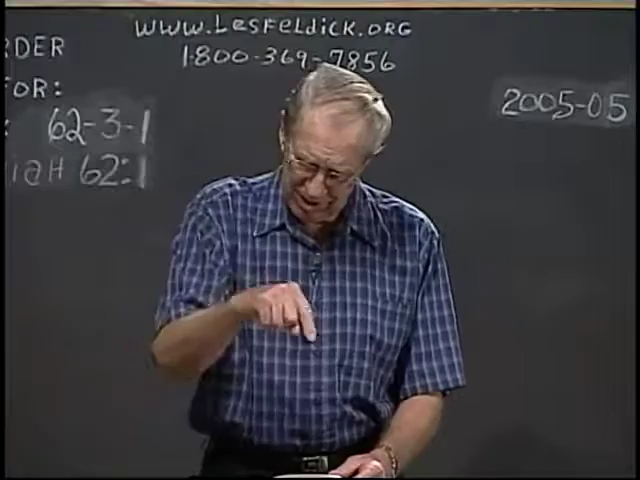 www.LesFeldick.org
RDER 1-800-369-7856
FOR:
2005-05
: 62-3-1
IAH 62:1